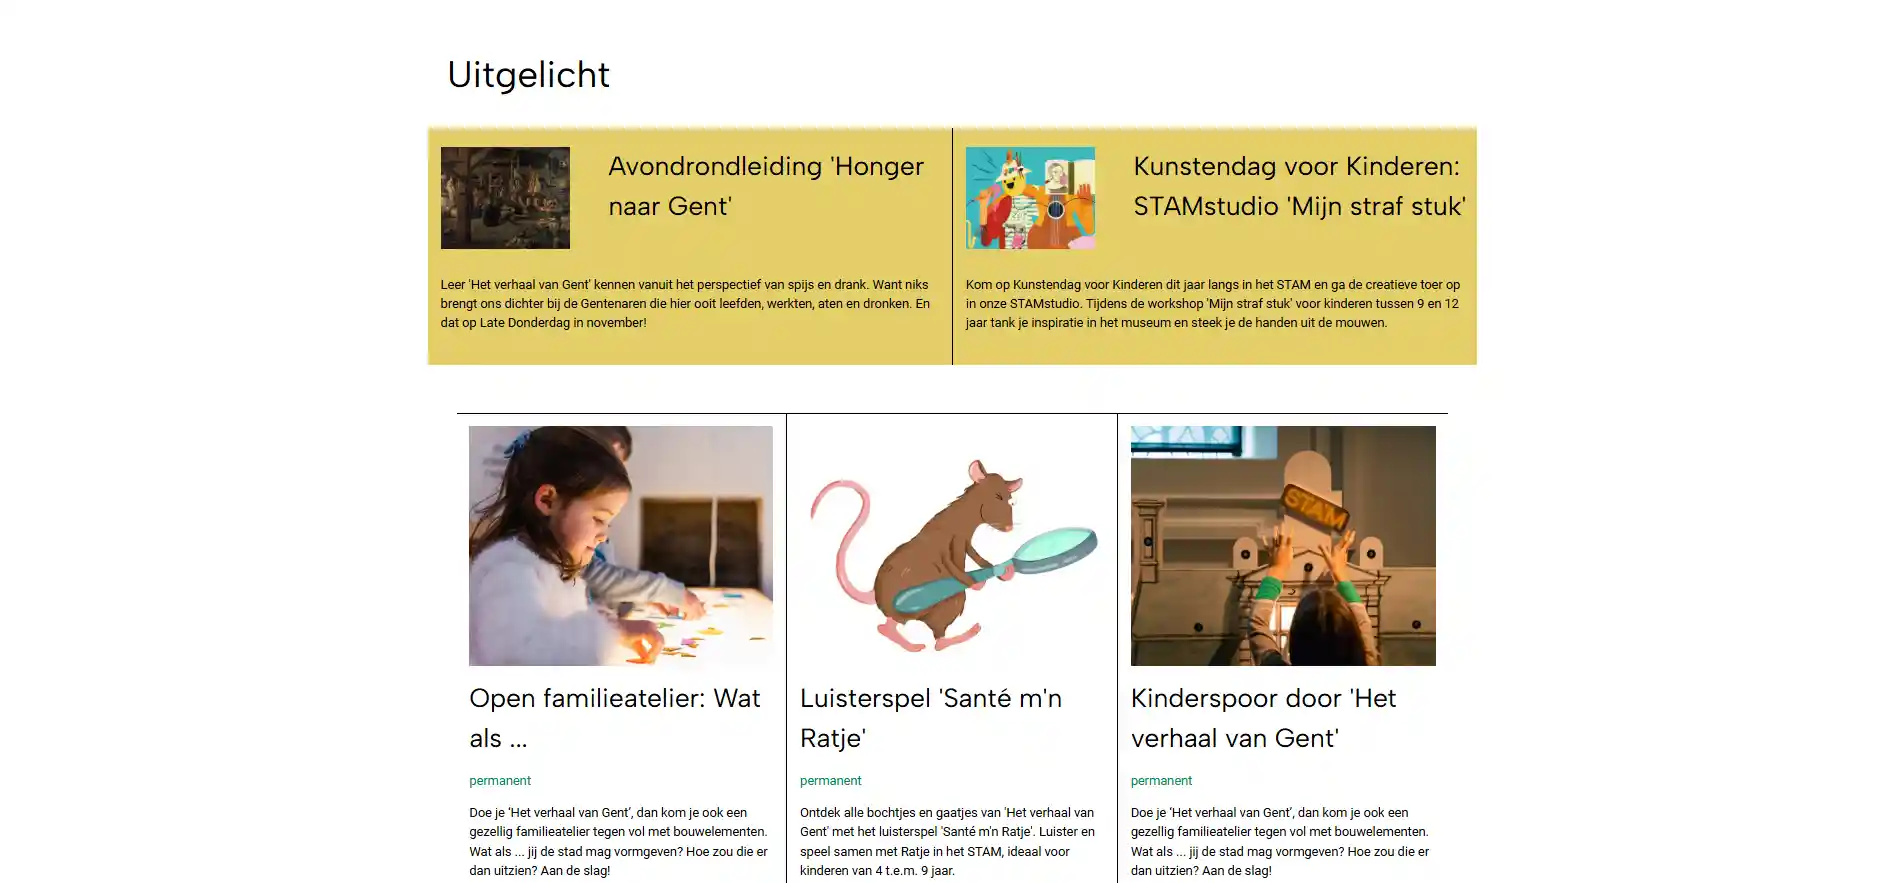 Uitgelicht
Avondrondleiding 'Honger
naar Gent'
Leer 'Het verhaal van Gent' kennen vanuit het perspectief van spijs en drank. Want niks
brengt ons dichter bij de Gentenaren die hier ooit leefden, werkten, aten en dronken. En
dat op Late Donderdag in november!
Kunstendag voor Kinderen:
STAMstudio 'Mijn straf stuk'
Kom op Kunstendag voor Kinderen dit jaar langs in het STAM en ga de creatieve toer op
in onze STAMstudio. Tijdens de workshop 'Mijn straf stuk' voor kinderen tussen 9 en 12
jaar tank je inspiratie in het museum en steek je de handen uit de mouwen.
Open familieatelier: Wat
als ...
permanent
Doe je ‘Het verhaal van Gent’, dan kom je ook een
gezellig familieatelier tegen vol met bouwelementen.
Wat als ... jij de stad mag vormgeven? Hoe zou die er
dan uitzien? Aan de slag!
Luisterspel 'Santé m'n
Ratje'
permanent
Ontdek alle bochtjes en gaatjes van 'Het verhaal van
Gent' met het luisterspel 'Santé m'n Ratje'. Luister en
speel samen met Ratje in het STAM, ideaal voor
kinderen van 4 t.e.m. 9 jaar.
STAM
Kinderspoor door 'Het
verhaal van Gent'
permanent
Doe je ‘Het verhaal van Gent’, dan kom je ook een
gezellig familieatelier tegen vol met bouwelementen.
Wat als ... jij de stad mag vormgeven? Hoe zou die er
dan uitzien? Aan de slag!